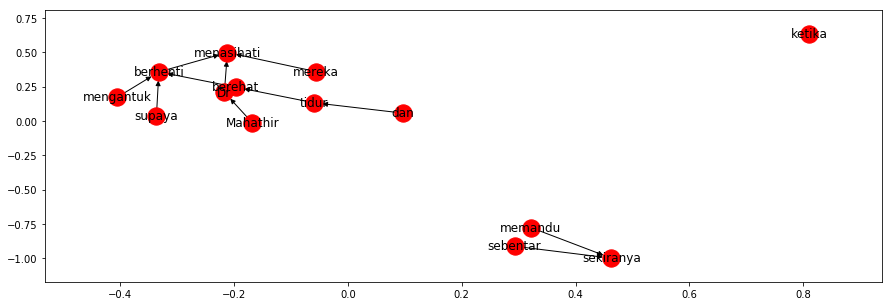 0.75
ketika
0.50
menasihati
berhenti
mereka
0.25
berehat
mengantuk
Dr
tidur
supaya
dan
0.00
Mahathir
−0.25
−0.50
−0.75
memandu
sebentar
−1.00
sekiranya
−0.4 −0.2 0.0 0.2 0.4 0.6 0.8